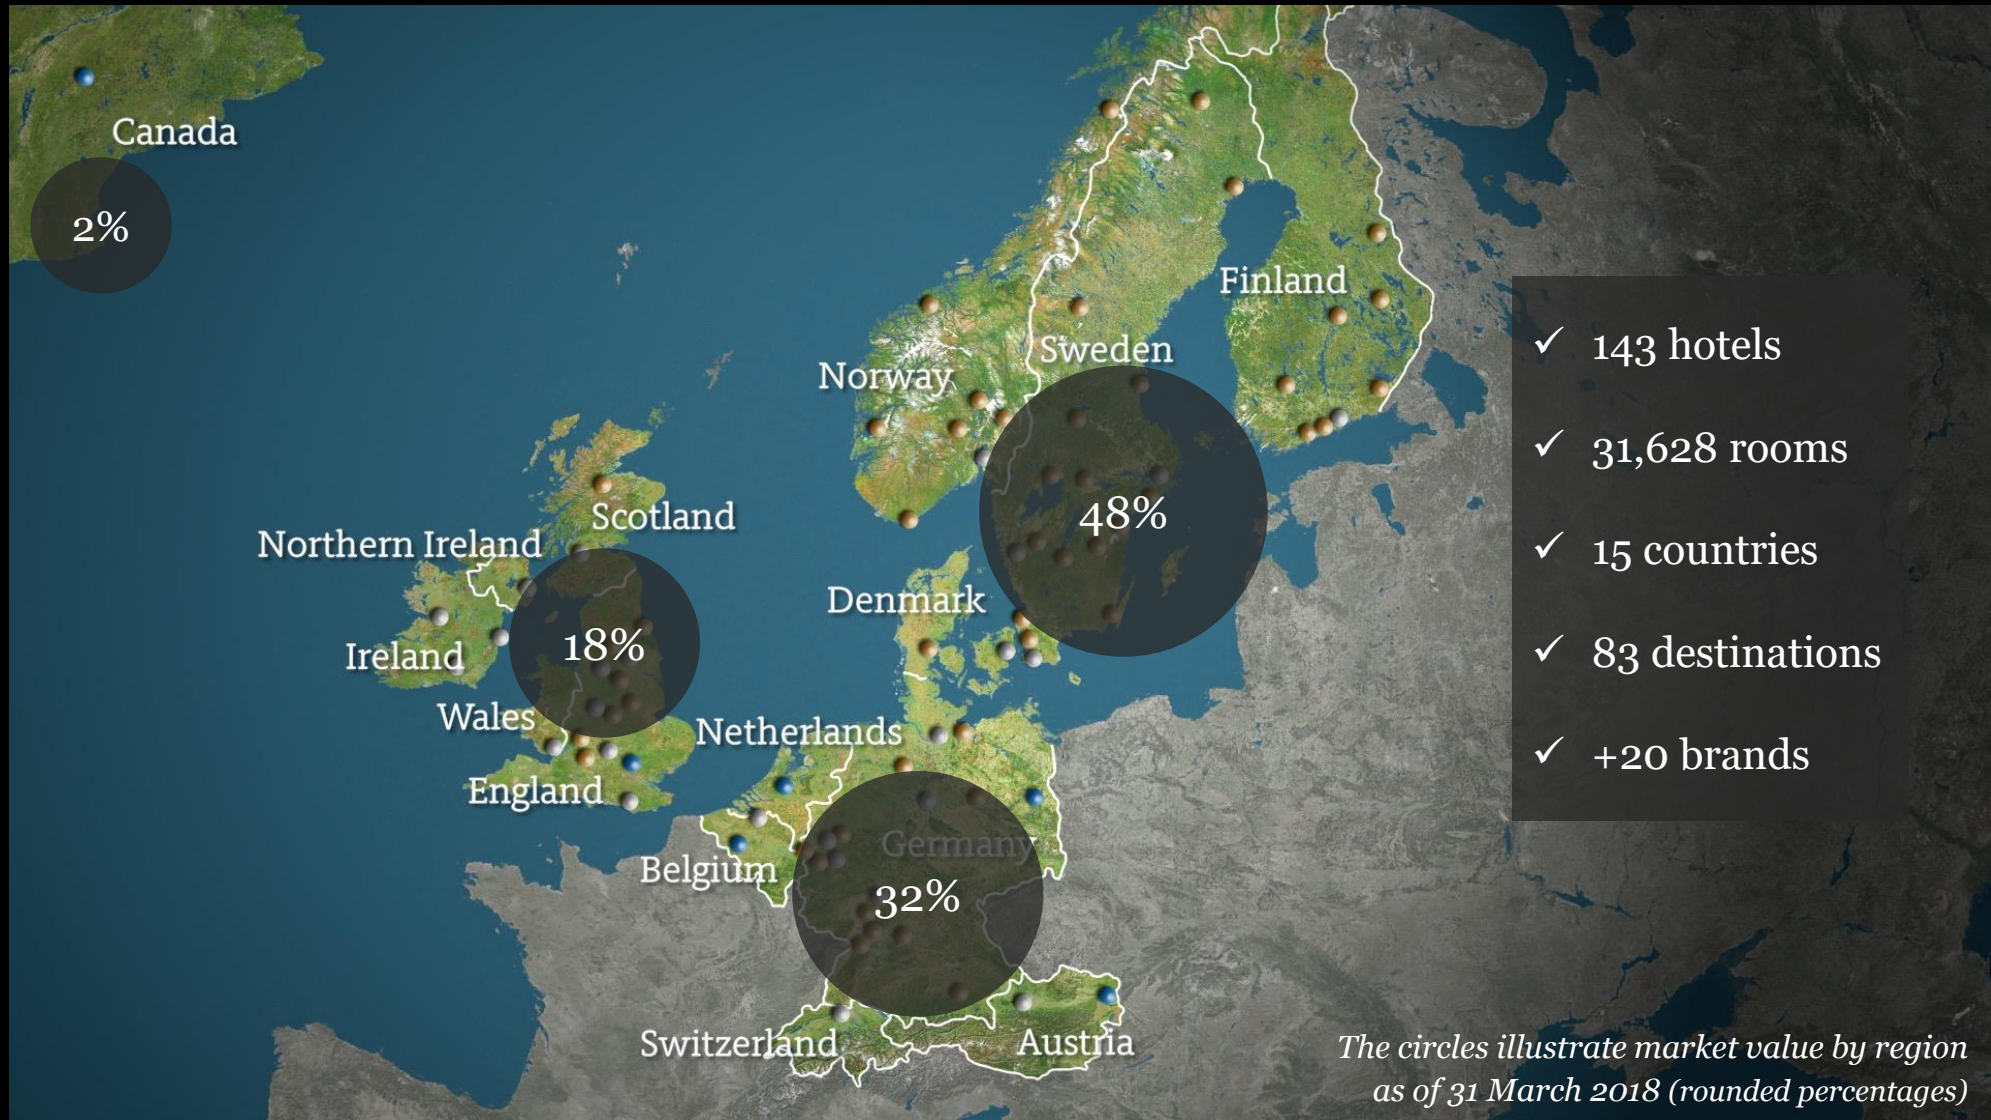 Canada
2%
Finland
Sweden
Norway
✓ 143 hotels
✓ 31,628 rooms
48%
Scotland
Northern Ireland
✓ 15 countries
Denmark
18%
Ireland
✓ 83 destinations
Wales
Netherlands
✓ +20 brands
England
Germany
Belgium
32%
Switzerland
Austria
The circles illustrate market value by region
as of 31 March 2018 (rounded percentages)